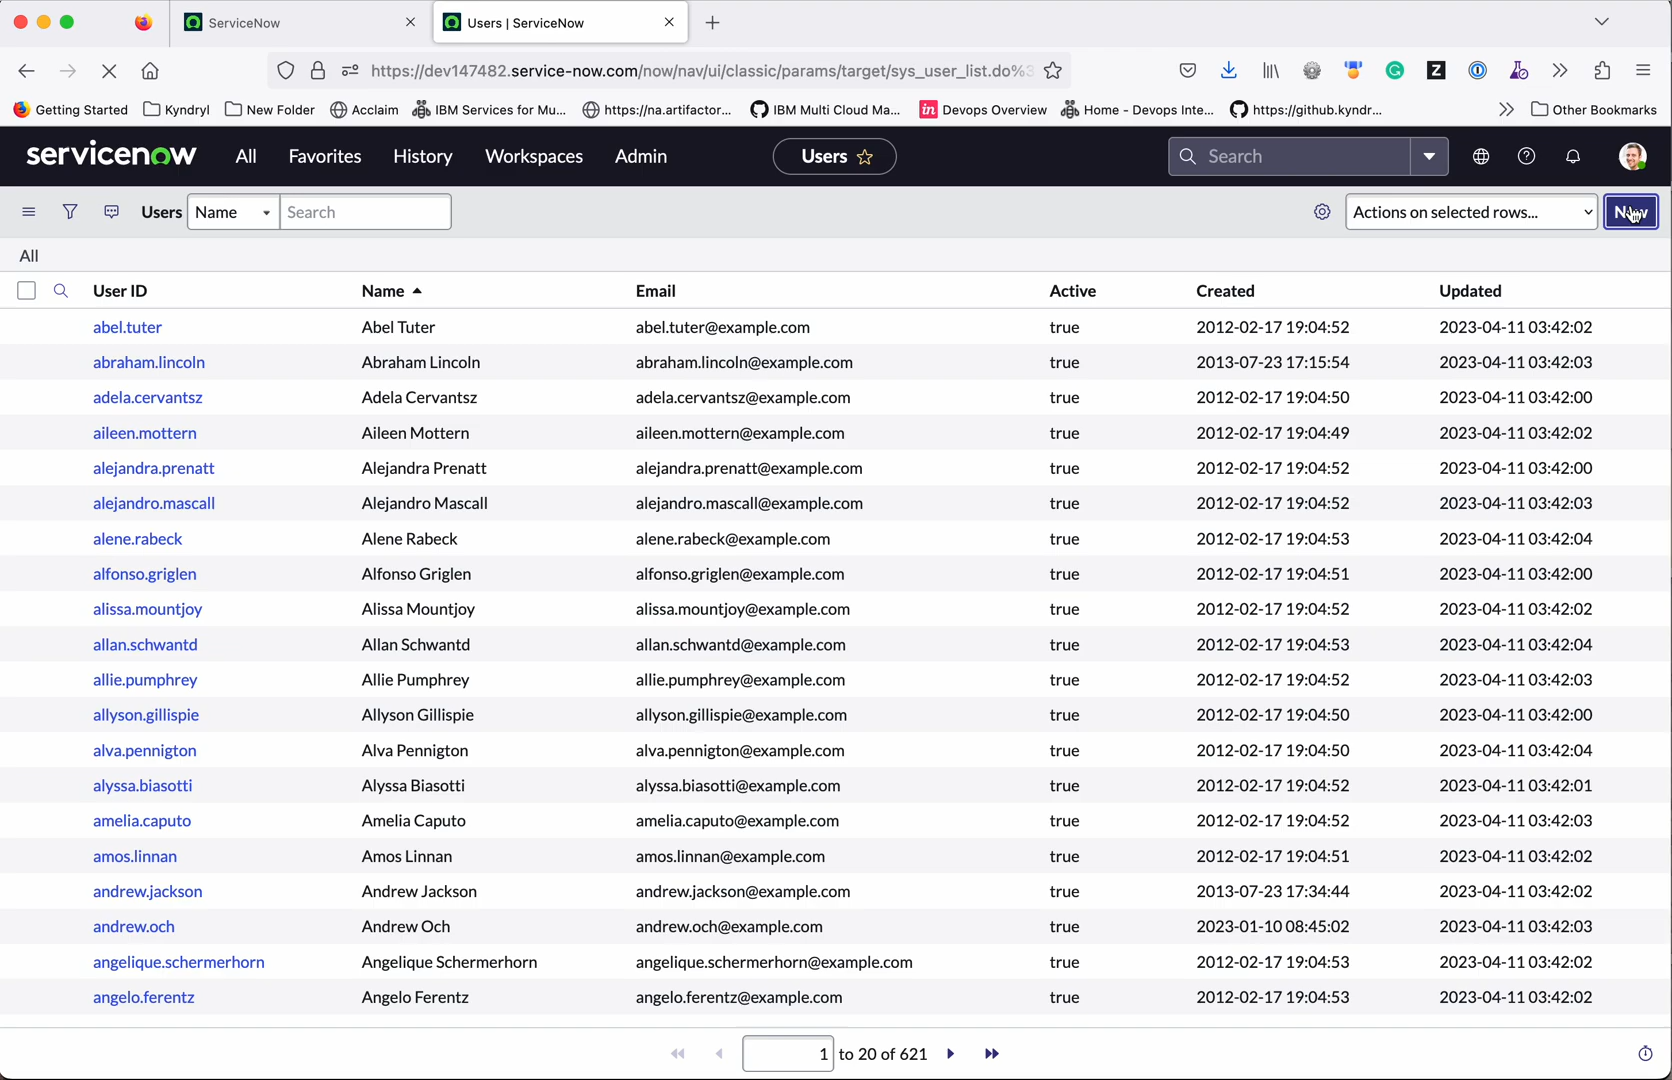 ServiceNow
Users | ServiceNow
https://dev147482.service-now.com/now/nav/ui/classic/params/target/sys_user_list.do%3
Getting Started Kyndryl New Folder Acclaim IBM Services for Mu... https://na.artifactor... IBM Multi Cloud Ma... Devops Overview Home - Devops Inte... https://github.kyndr... Other Bookmarks
servicenow All Favorites History Workspaces Admin Users Search
Users Name Search Actions on selected rows... New
All
User ID Name Email Active Created Updated
abel.tuter Abel Tuter abel.tuter@example.com true 2012-02-17 19:04:52 2023-04-11 03:42:02
abraham.lincoln Abraham Lincoln abraham.lincoln@example.com true 2013-07-23 17:15:54 2023-04-11 03:42:03
adela.cervantsz Adela Cervantsz adela.cervantsz@example.com true 2012-02-17 19:04:50 2023-04-11 03:42:00
aileen.mottern Aileen Mottern aileen.mottern@example.com true 2012-02-17 19:04:49 2023-04-11 03:42:02
alejandra.prenatt Alejandra Prenatt alejandra.prenatt@example.com true 2012-02-17 19:04:52 2023-04-11 03:42:00
alejandro.mascall Alejandro Mascall alejandro.mascall@example.com true 2012-02-17 19:04:52 2023-04-11 03:42:03
alene.rabeck Alene Rabeck alene.rabeck@example.com true 2012-02-17 19:04:53 2023-04-11 03:42:04
alfonso.griglen Alfonso Griglen alfonso.griglen@example.com true 2012-02-17 19:04:51 2023-04-11 03:42:00
alissa.mountjoy Alissa Mountjoy alissa.mountjoy@example.com true 2012-02-17 19:04:52 2023-04-11 03:42:02
allan.schwantd Allan Schwantd allan.schwantd@example.com true 2012-02-17 19:04:53 2023-04-11 03:42:04
allie.pumphrey Allie Pumphrey allie.pumphrey@example.com true 2012-02-17 19:04:52 2023-04-11 03:42:03
allyson.gillispie Allyson Gillispie allyson.gillispie@example.com true 2012-02-17 19:04:50 2023-04-11 03:42:00
alva.pennigton Alva Pennigton alva.pennigton@example.com true 2012-02-17 19:04:50 2023-04-11 03:42:04
alyssa.biasotti Alyssa Biasotti alyssa.biasotti@example.com true 2012-02-17 19:04:52 2023-04-11 03:42:01
amelia.caputo Amelia Caputo amelia.caputo@example.com true 2012-02-17 19:04:52 2023-04-11 03:42:03
amos.linnan Amos Linnan amos.linnan@example.com true 2012-02-17 19:04:51 2023-04-11 03:42:02
andrew.jackson Andrew Jackson andrew.jackson@example.com true 2013-07-23 17:34:44 2023-04-11 03:42:02
andrew.och Andrew Och andrew.och@example.com true 2023-01-10 08:45:02 2023-04-11 03:42:03
angelique.schermerhorn Angelique Schermerhorn angelique.schermerhorn@example.com true 2012-02-17 19:04:53 2023-04-11 03:42:02
angelo.ferentz Angelo Ferentz angelo.ferentz@example.com true 2012-02-17 19:04:53 2023-04-11 03:42:02
1 to 20 of 621